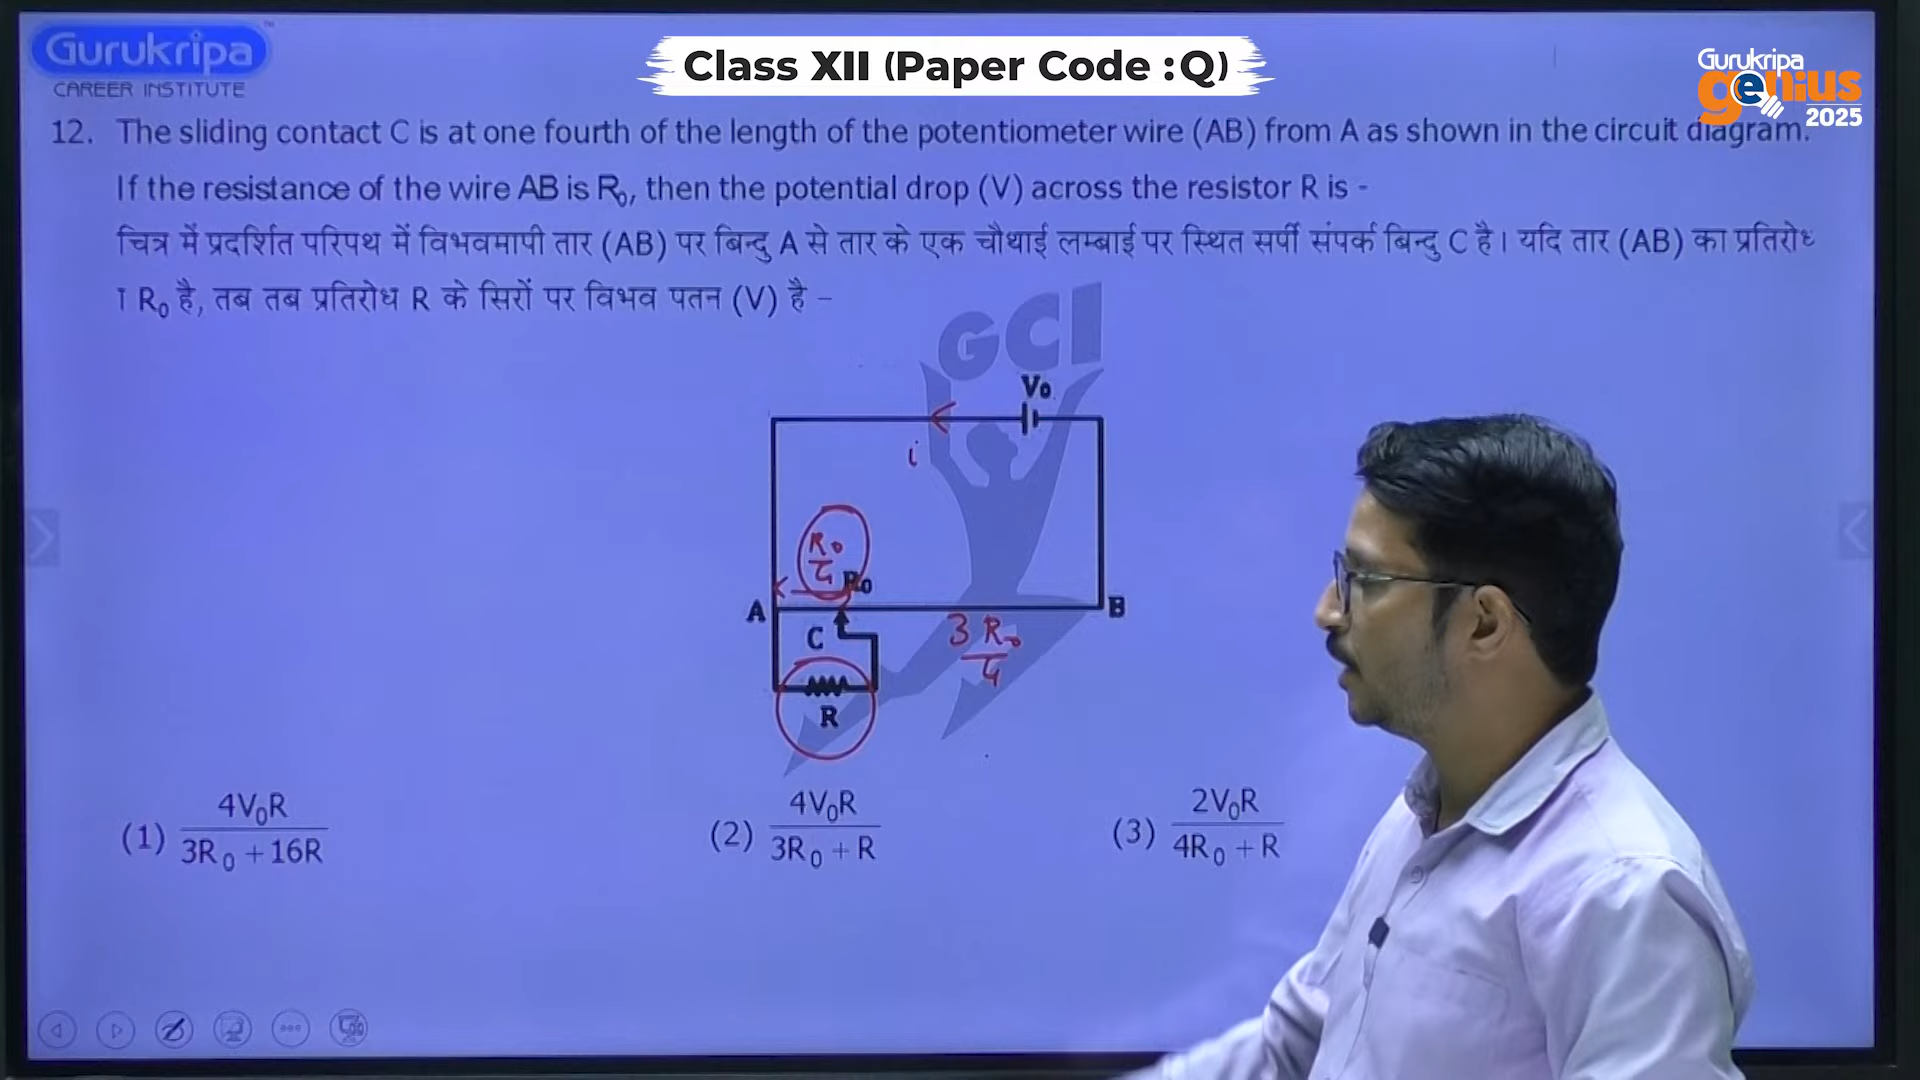 Gurukripa
CAREER INSTITUTE
Class XII (Paper Code :Q)
Gurukripa
genius
2025
12. The sliding contact C is at one fourth of the length of the potentiometer wire (AB) from A as shown in the circuit diagram.
If the resistance of the wire AB is R₀, then the potential drop (V) across the resistor R is -
चित्र में प्रदर्शित परिपथ में विभवमापी तार (AB) पर बिन्दु A से तार के एक चौथाई लम्बाई पर स्थित सर्पी संपर्क बिन्दु C है। यदि तार (AB) का प्रतिरोध
ा R₀ है, तब तब प्रतिरोध R के सिरों पर विभव पतन (V) है –
GCI
V₀
i
R₀/4
R₀
A
B
C
3R₀/4
R
(1) 4V₀R / 3R₀ + 16R
(2) 4V₀R / 3R₀ + R
(3) 2V₀R / 4R₀ + R